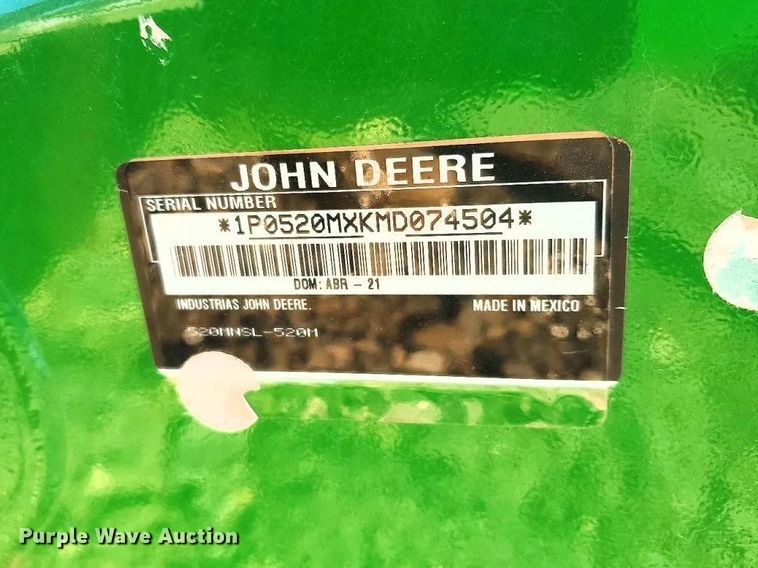 JOHN DEERE
SERIAL NUMBER
*1P0520MXKMD074504*
DOM: ABR - 21
INDUSTRIAS JOHN DEERE. MADE IN MEXICO
520MNSL-520M
Purple Wave Auction